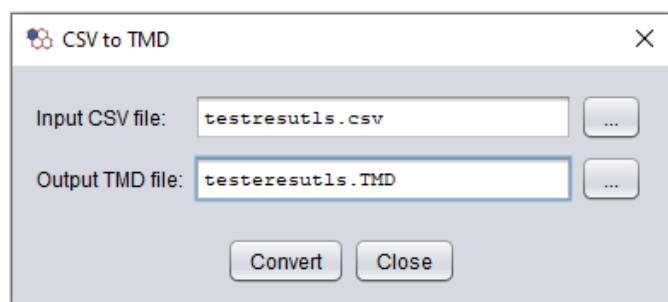 CSV to TMD
Input CSV file: testresutls.csv ...
Output TMD file: testeresutls.TMD ...
Convert Close